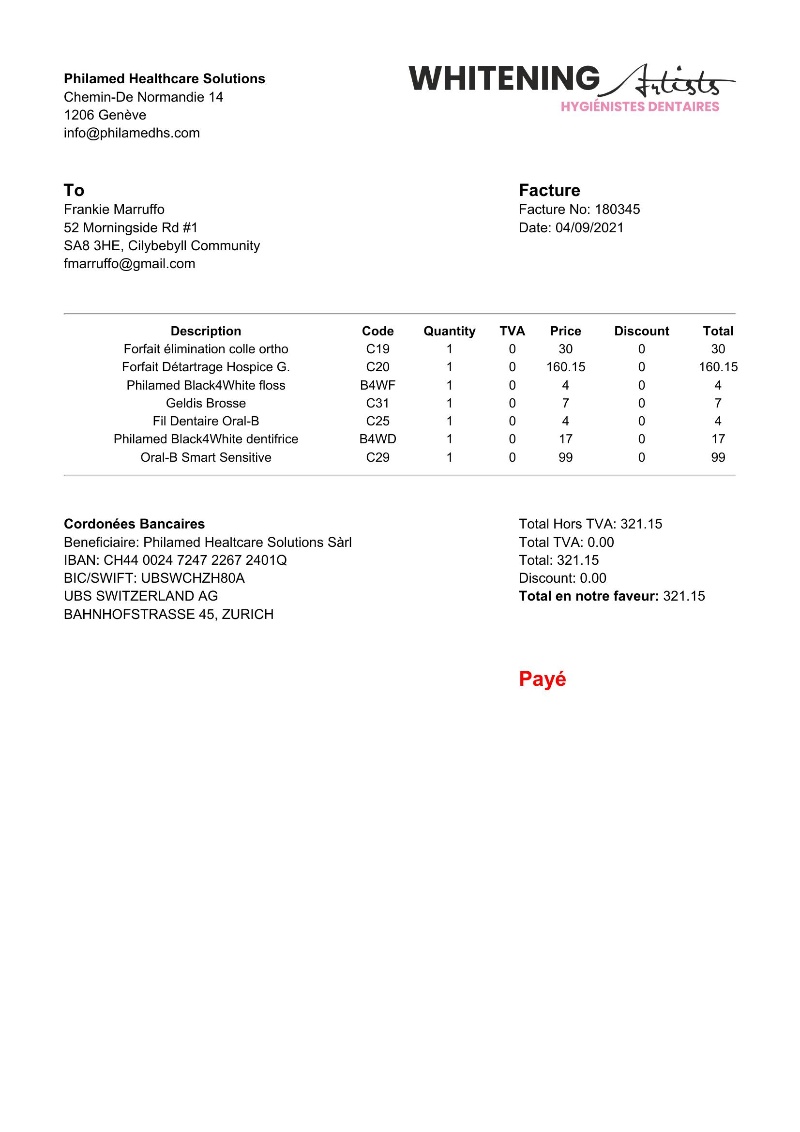 Philamed Healthcare Solutions
Chemin-De Normandie 14
1206 Genève
info@philamedhs.com
WHITENING Artists
HYGIÉNISTES DENTAIRES
To
Frankie Marruffo
52 Morningside Rd #1
SA8 3HE, Cilybebyll Community
fmarruffo@gmail.com
Facture
Facture No: 180345
Date: 04/09/2021
Description Code Quantity TVA Price Discount Total
Forfait élimination colle ortho C19 1 0 30 0 30
Forfait Détartrage Hospice G. C20 1 0 160.15 0 160.15
Philamed Black4White floss B4WF 1 0 4 0 4
Geldis Brosse C31 1 0 7 0 7
Fil Dentaire Oral-B C25 1 0 4 0 4
Philamed Black4White dentifrice B4WD 1 0 17 0 17
Oral-B Smart Sensitive C29 1 0 99 0 99
Cordonées Bancaires
Beneficiaire: Philamed Healtcare Solutions Sàrl
IBAN: CH44 0024 7247 2267 2401Q
BIC/SWIFT: UBSWCHZH80A
UBS SWITZERLAND AG
BAHNHOFSTRASSE 45, ZURICH
Total Hors TVA: 321.15
Total TVA: 0.00
Total: 321.15
Discount: 0.00
Total en notre faveur: 321.15
Payé